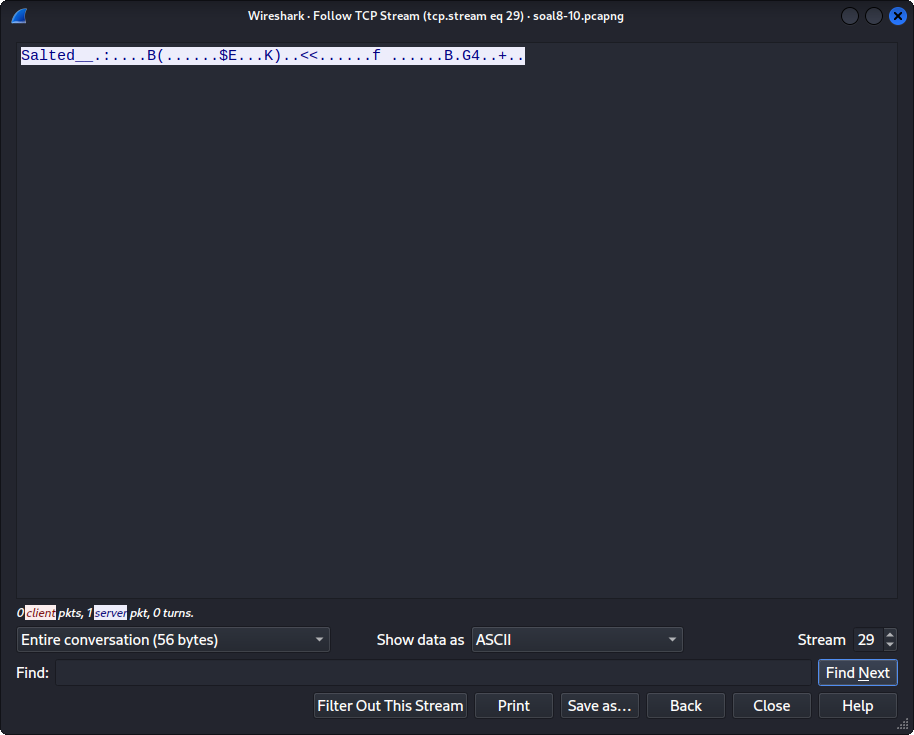 Wireshark · Follow TCP Stream (tcp.stream eq 29) · soal8-10.pcapng
Salted__.:....B(......$E...K)..<<......f ......B.G4..+..
0 client pkts, 1 server pkt, 0 turns.
Entire conversation (56 bytes) Show data as ASCII Stream 29
Find: Find Next
Filter Out This Stream Print Save as… Back Close Help